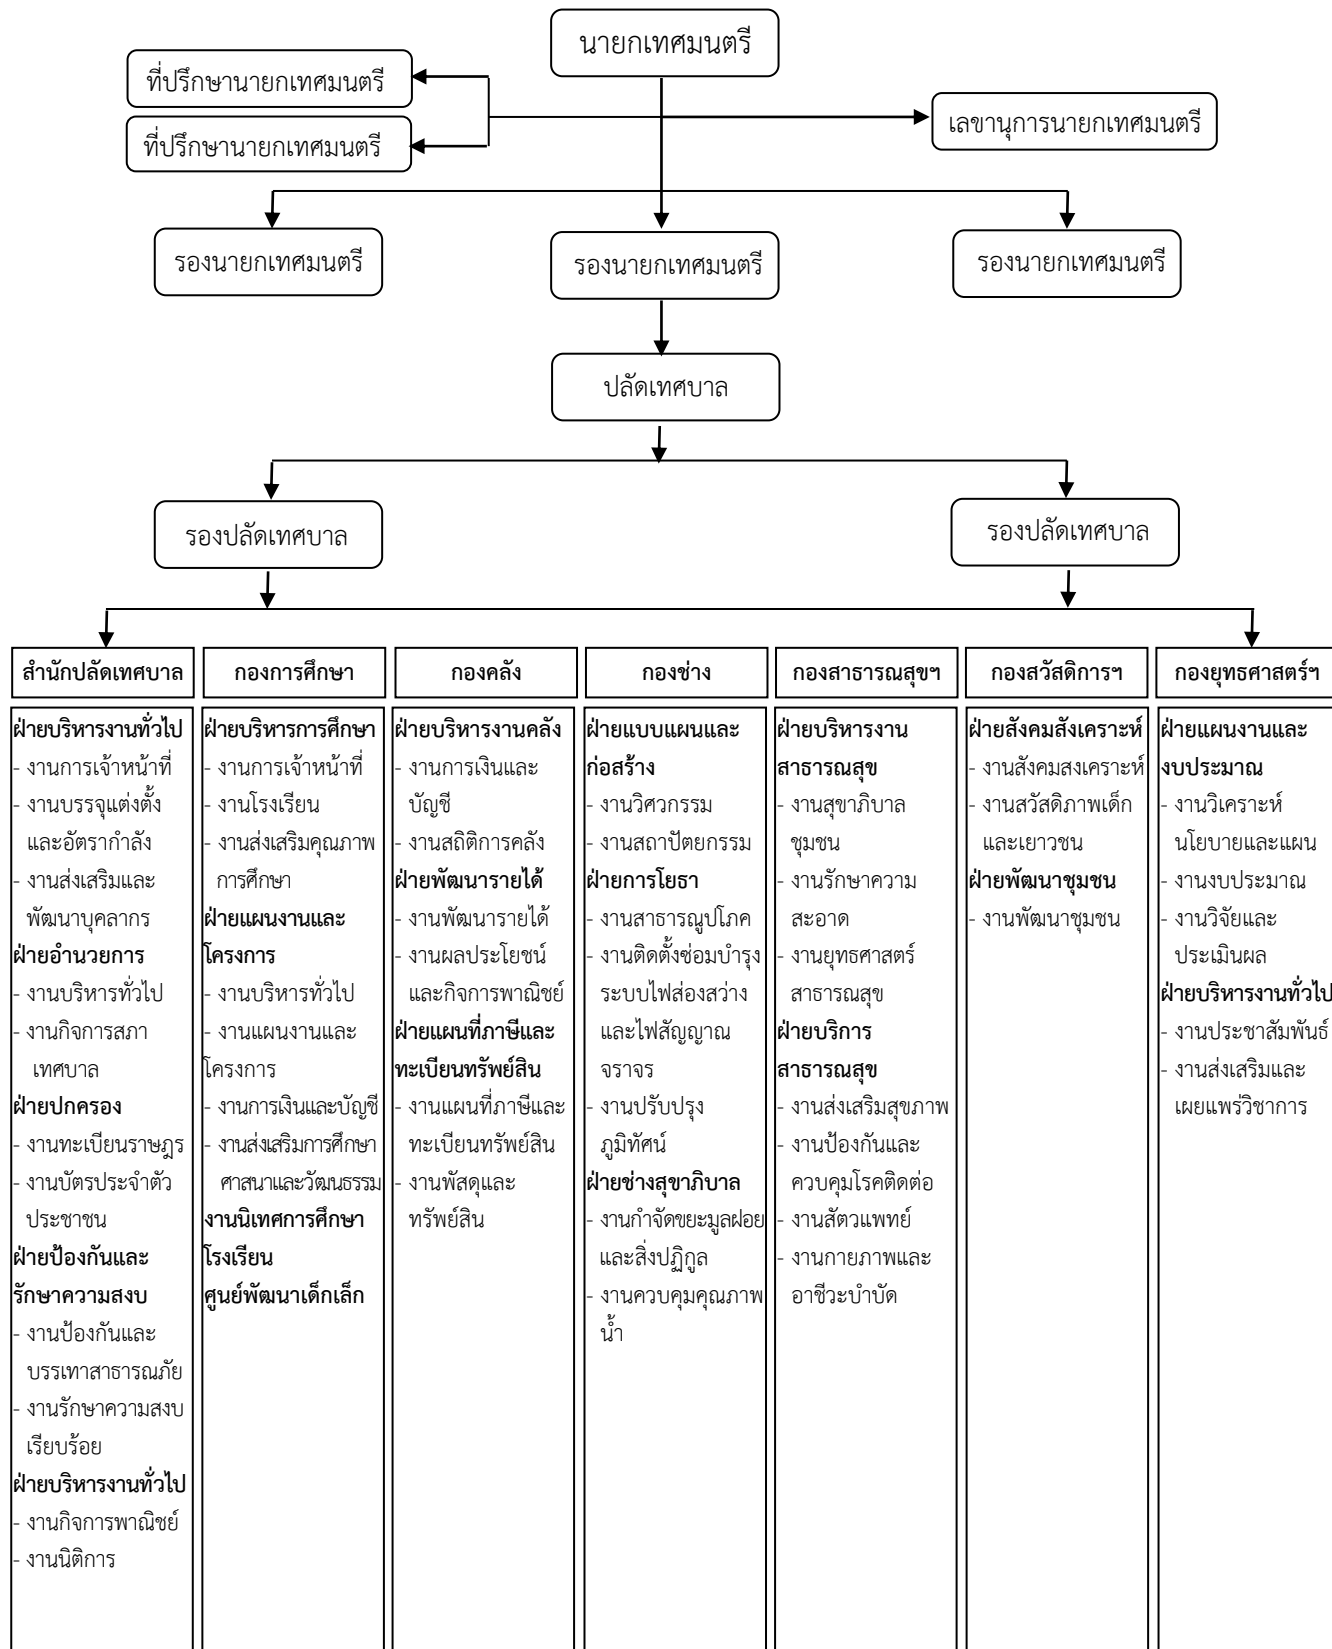 นายกเทศมนตรี
ที่ปรึกษานายกเทศมนตรี
ที่ปรึกษานายกเทศมนตรี
เลขานุการนายกเทศมนตรี
รองนายกเทศมนตรี
รองนายกเทศมนตรี
รองนายกเทศมนตรี
ปลัดเทศบาล
รองปลัดเทศบาล
รองปลัดเทศบาล
สำนักปลัดเทศบาล
ฝ่ายบริหารงานทั่วไป
- งานการเจ้าหน้าที่
- งานบรรจุแต่งตั้ง
และอัตรากำลัง
- งานส่งเสริมและ
พัฒนาบุคลากร
ฝ่ายอำนวยการ
- งานบริหารทั่วไป
- งานกิจการสภา
เทศบาล
ฝ่ายปกครอง
- งานทะเบียนราษฎร
- งานบัตรประจำตัว
ประชาชน
ฝ่ายป้องกันและ
รักษาความสงบ
- งานป้องกันและ
บรรเทาสาธารณภัย
- งานรักษาความสงบ
เรียบร้อย
ฝ่ายบริหารงานทั่วไป
- งานกิจการพาณิชย์
- งานนิติการ
กองการศึกษา
ฝ่ายบริหารการศึกษา
- งานการเจ้าหน้าที่
- งานโรงเรียน
- งานส่งเสริมคุณภาพ
การศึกษา
ฝ่ายแผนงานและ
โครงการ
- งานบริหารทั่วไป
- งานแผนงานและ
โครงการ
- งานการเงินและบัญชี
- งานส่งเสริมการศึกษา
ศาสนาและวัฒนธรรม
งานนิเทศการศึกษา
โรงเรียน
ศูนย์พัฒนาเด็กเล็ก
กองคลัง
ฝ่ายบริหารงานคลัง
- งานการเงินและ
บัญชี
- งานสถิติการคลัง
ฝ่ายพัฒนารายได้
- งานพัฒนารายได้
- งานผลประโยชน์
และกิจการพาณิชย์
ฝ่ายแผนที่ภาษีและ
ทะเบียนทรัพย์สิน
- งานแผนที่ภาษีและ
ทะเบียนทรัพย์สิน
- งานพัสดุและ
ทรัพย์สิน
กองช่าง
ฝ่ายแบบแผนและ
ก่อสร้าง
- งานวิศวกรรม
- งานสถาปัตยกรรม
ฝ่ายการโยธา
- งานสาธารณูปโภค
- งานติดตั้งซ่อมบำรุง
ระบบไฟส่องสว่าง
และไฟสัญญาณ
จราจร
- งานปรับปรุง
ภูมิทัศน์
ฝ่ายช่างสุขาภิบาล
- งานกำจัดขยะมูลฝอย
และสิ่งปฏิกูล
- งานควบคุมคุณภาพ
น้ำ
กองสาธารณสุขฯ
ฝ่ายบริหารงาน
สาธารณสุข
- งานสุขาภิบาล
ชุมชน
- งานรักษาความ
สะอาด
- งานยุทธศาสตร์
สาธารณสุข
ฝ่ายบริการ
สาธารณสุข
- งานส่งเสริมสุขภาพ
- งานป้องกันและ
ควบคุมโรคติดต่อ
- งานสัตวแพทย์
- งานกายภาพและ
อาชีวะบำบัด
กองสวัสดิการฯ
ฝ่ายสังคมสังเคราะห์
- งานสังคมสงเคราะห์
- งานสวัสดิภาพเด็ก
และเยาวชน
ฝ่ายพัฒนาชุมชน
- งานพัฒนาชุมชน
กองยุทธศาสตร์ฯ
ฝ่ายแผนงานและ
งบประมาณ
- งานวิเคราะห์
นโยบายและแผน
- งานงบประมาณ
- งานวิจัยและ
ประเมินผล
ฝ่ายบริหารงานทั่วไป
- งานประชาสัมพันธ์
- งานส่งเสริมและ
เผยแพร่วิชาการ